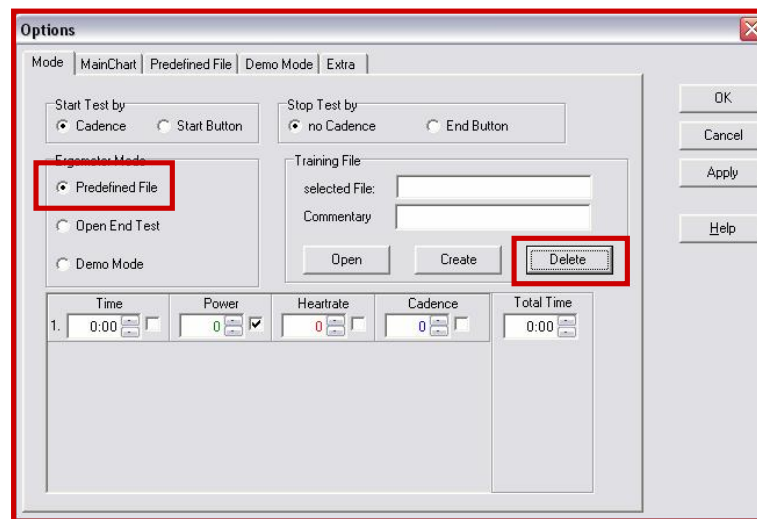 Options
Mode MainChart Predefined File Demo Mode Extra
Start Test by
Cadence Start Button
Stop Test by
no Cadence End Button
OK
Cancel
Apply
Help
Ergometer Mode
Predefined File
Open End Test
Demo Mode
Training File
selected File:
Commentary
Open Create Delete
Time Power Heartrate Cadence Total Time
1. 0:00 0 0 0 0:00